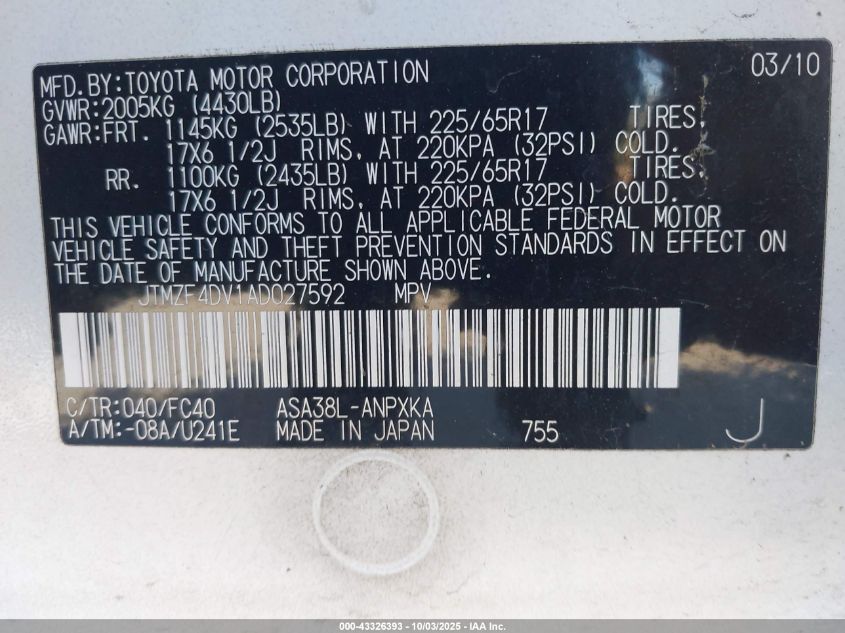 MFD.BY:TOYOTA MOTOR CORPORATION 03/10
GVWR:2005KG (4430LB)
GAWR:FRT. 1145KG (2535LB) WITH 225/65R17 TIRES,
17X6 1/2J RIMS, AT 220KPA (32PSI) COLD.
RR. 1100KG (2435LB) WITH 225/65R17 TIRES,
17X6 1/2J RIMS, AT 220KPA (32PSI) COLD.
THIS VEHICLE CONFORMS TO ALL APPLICABLE FEDERAL MOTOR
VEHICLE SAFETY AND THEFT PREVENTION STANDARDS IN EFFECT ON
THE DATE OF MANUFACTURE SHOWN ABOVE.
JTMZF4DV1AD027592 MPV
C/TR:040/FC40 ASA38L-ANPXKA
A/TM:-08A/U241E MADE IN JAPAN 755 J
000-43326393 - 10/03/2025 - IAA Inc.